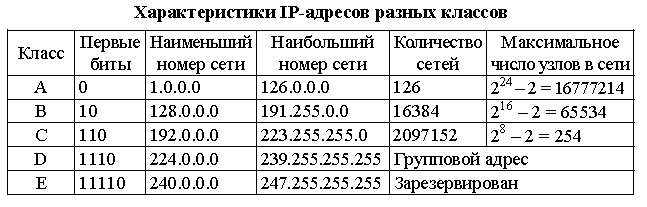 Характеристики IP-адресов разных классов
Класс Первые биты Наименьший номер сети Наибольший номер сети Количество сетей Максимальное число узлов в сети
A 0 1.0.0.0 126.0.0.0 126 2^24 – 2 = 16777214
B 10 128.0.0.0 191.255.0.0 16384 2^16 – 2 = 65534
C 110 192.0.0.0 223.255.255.0 2097152 2^8 – 2 = 254
D 1110 224.0.0.0 239.255.255.255 Групповой адрес
E 11110 240.0.0.0 247.255.255.255 Зарезервирован